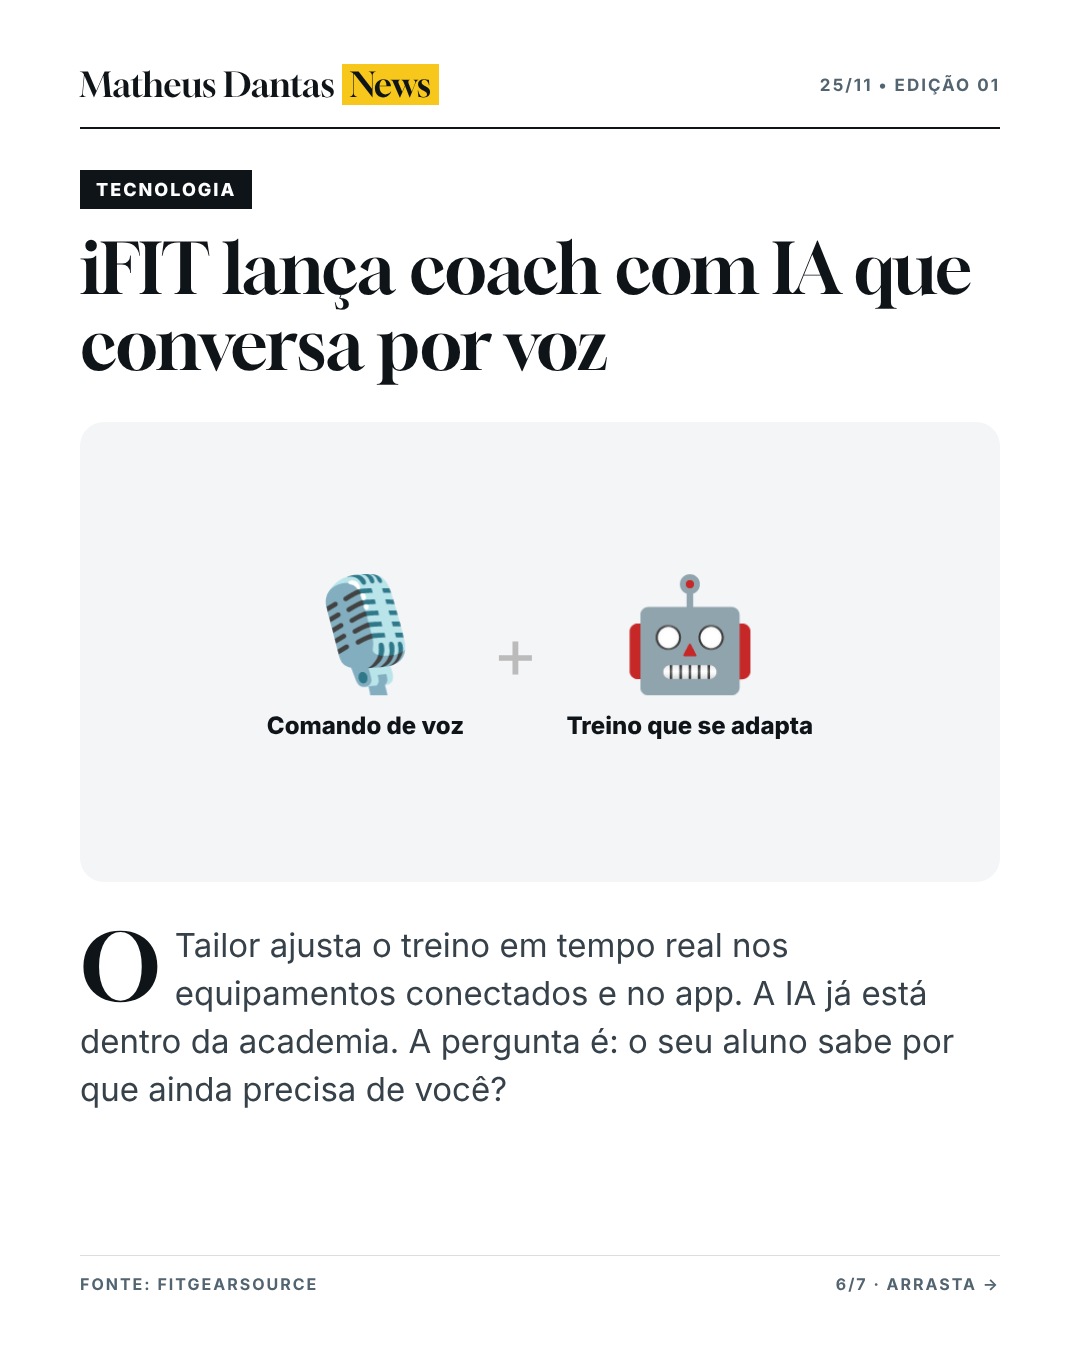 Matheus Dantas News
25/11 • EDIÇÃO 01
TECNOLOGIA
iFIT lança coach com IA que
conversa por voz
Comando de voz
+
Treino que se adapta
O Tailor ajusta o treino em tempo real nos
equipamentos conectados e no app. A IA já está
dentro da academia. A pergunta é: o seu aluno sabe por
que ainda precisa de você?
FONTE: FITGEARSOURCE
6/7 · ARRASTA →